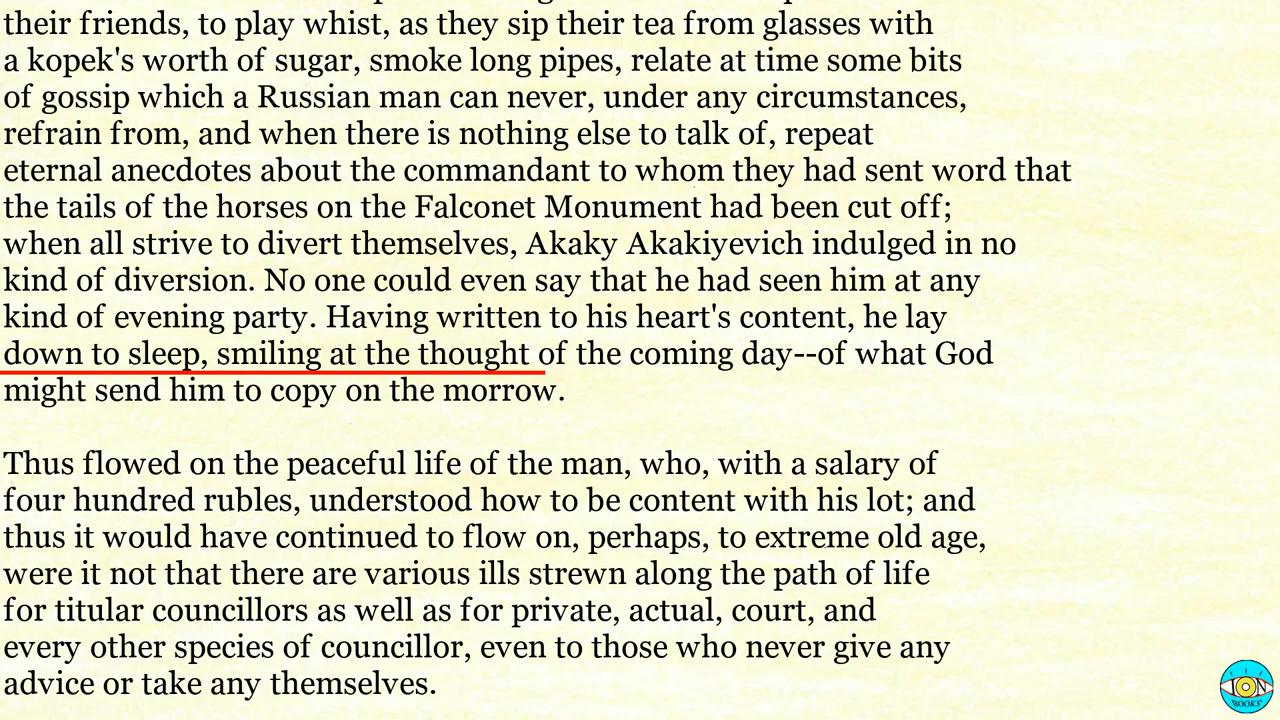 their friends, to play whist, as they sip their tea from glasses with
a kopek's worth of sugar, smoke long pipes, relate at time some bits
of gossip which a Russian man can never, under any circumstances,
refrain from, and when there is nothing else to talk of, repeat
eternal anecdotes about the commandant to whom they had sent word that
the tails of the horses on the Falconet Monument had been cut off;
when all strive to divert themselves, Akaky Akakiyevich indulged in no
kind of diversion. No one could even say that he had seen him at any
kind of evening party. Having written to his heart's content, he lay
down to sleep, smiling at the thought of the coming day--of what God
might send him to copy on the morrow.
Thus flowed on the peaceful life of the man, who, with a salary of
four hundred rubles, understood how to be content with his lot; and
thus it would have continued to flow on, perhaps, to extreme old age,
were it not that there are various ills strewn along the path of life
for titular councillors as well as for private, actual, court, and
every other species of councillor, even to those who never give any
advice or take any themselves.
ION
BOOKS